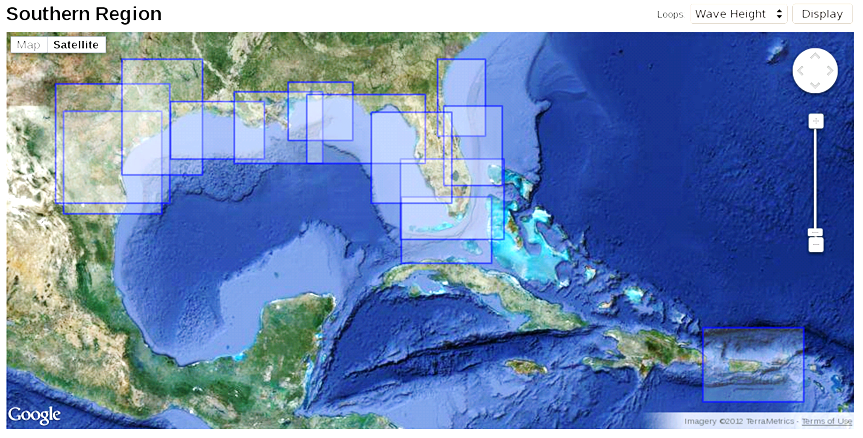 Southern Region
Loops Wave Height Display
Map Satellite
Google
Imagery ©2012 TerraMetrics - Terms of Use